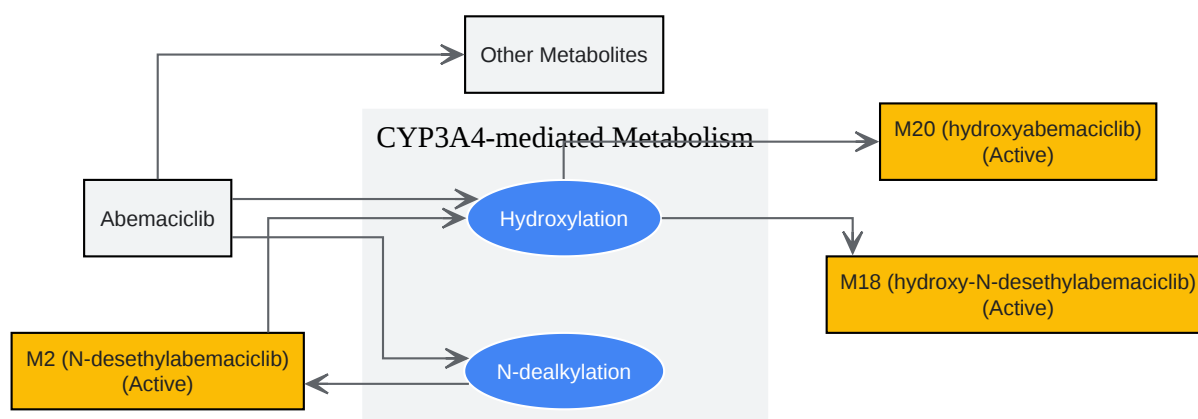 Other Metabolites
CYP3A4-mediated Metabolism
M20 (hydroxyabemaciclib)
(Active)
Abemaciclib
Hydroxylation
M18 (hydroxy-N-desethylabemaciclib)
(Active)
M2 (N-desethylabemaciclib)
(Active)
N-dealkylation